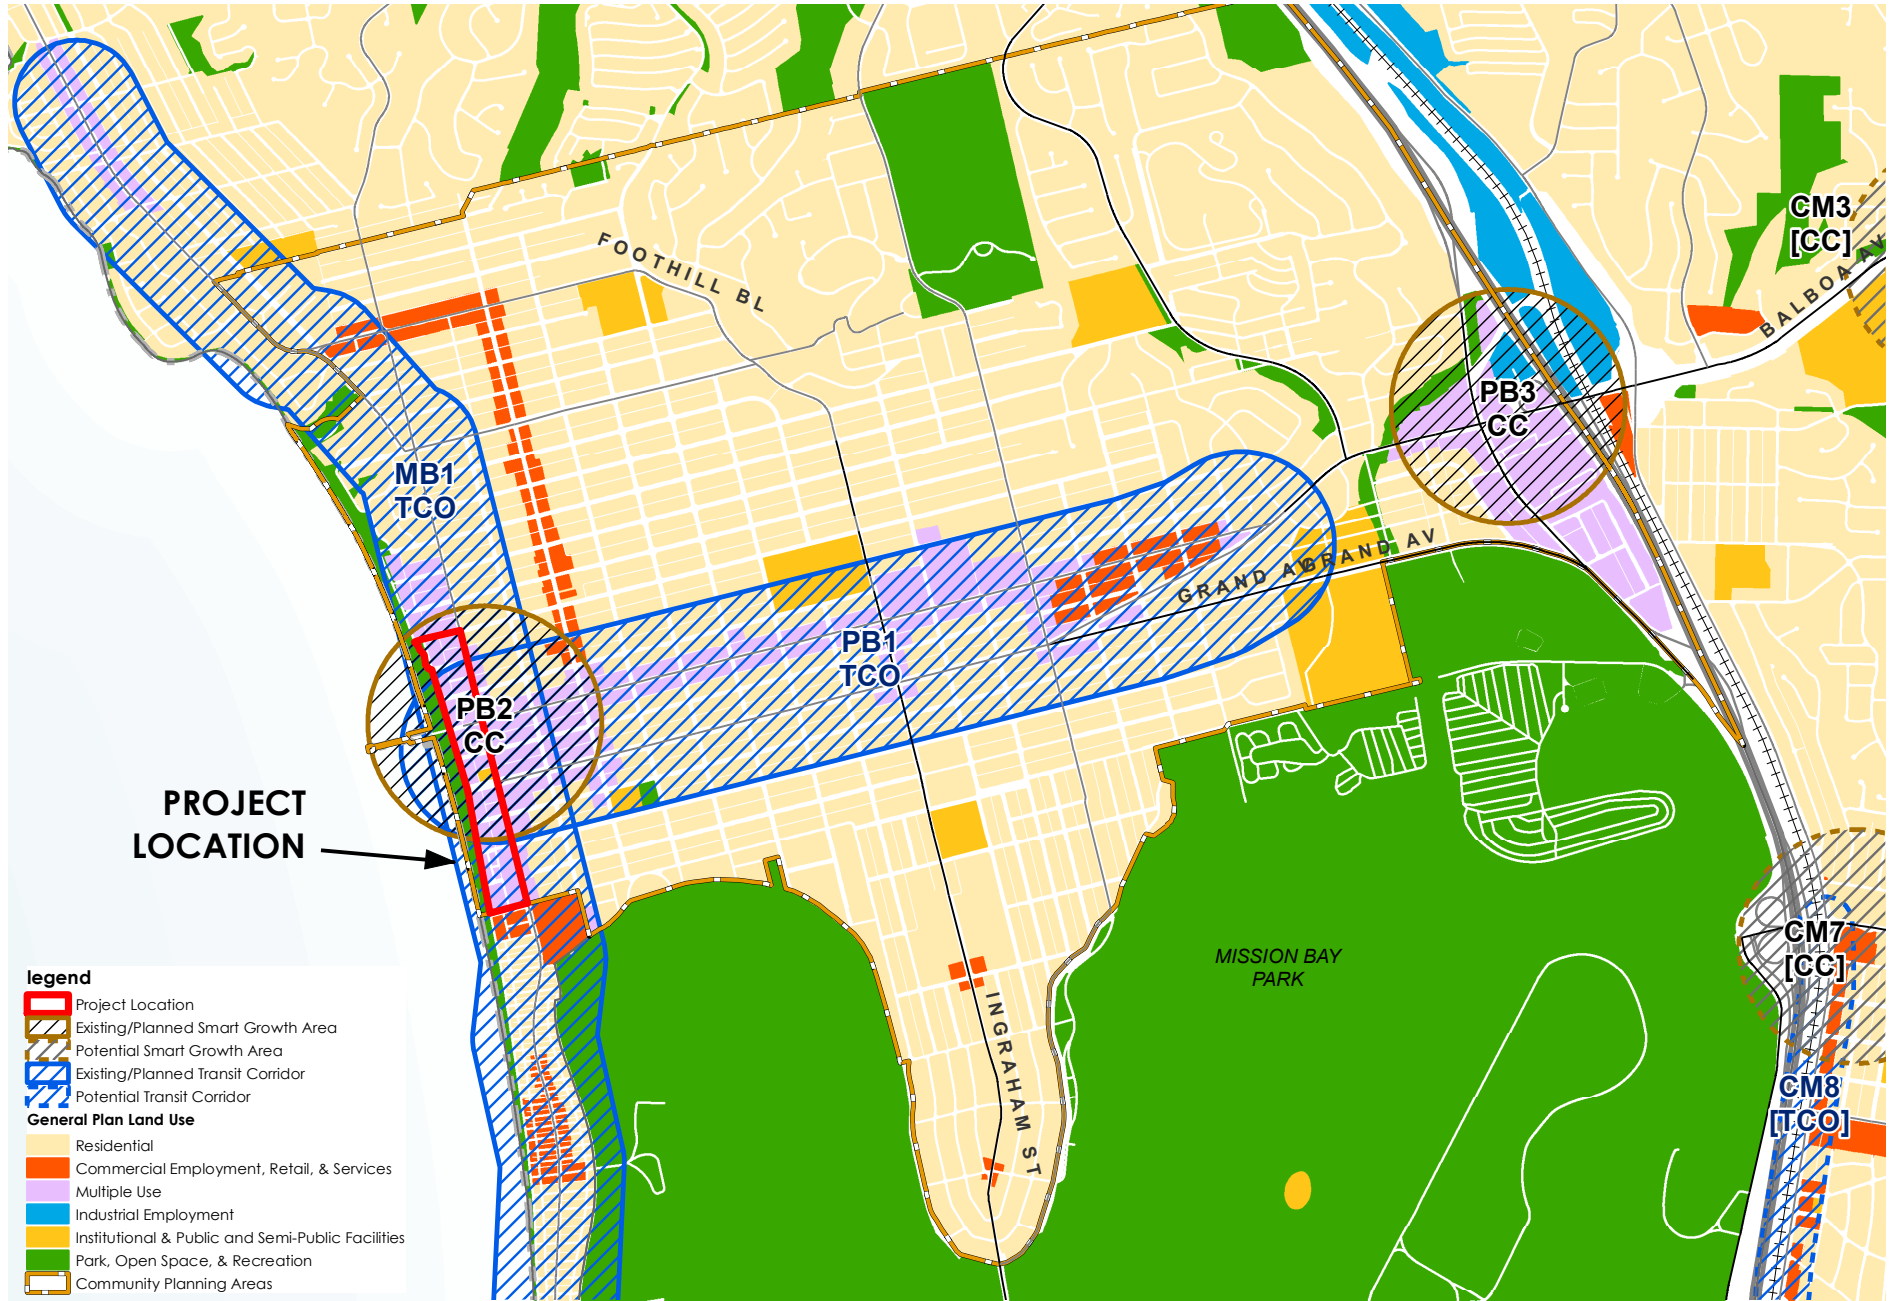 FOOTHILL BL
CM3
[CC]
BALBOA AV
PB3
CC
MB1
TCO
GRAND AV
GRAND AV
PB1
TCO
PB2
CC
PROJECT
LOCATION
MISSION BAY
PARK
CM7
[CC]
INGRAHAM ST
CM8
[TCO]
legend
Project Location
Existing/Planned Smart Growth Area
Potential Smart Growth Area
Existing/Planned Transit Corridor
Potential Transit Corridor
General Plan Land Use
Residential
Commercial Employment, Retail, & Services
Multiple Use
Industrial Employment
Institutional & Public and Semi-Public Facilities
Park, Open Space, & Recreation
Community Planning Areas